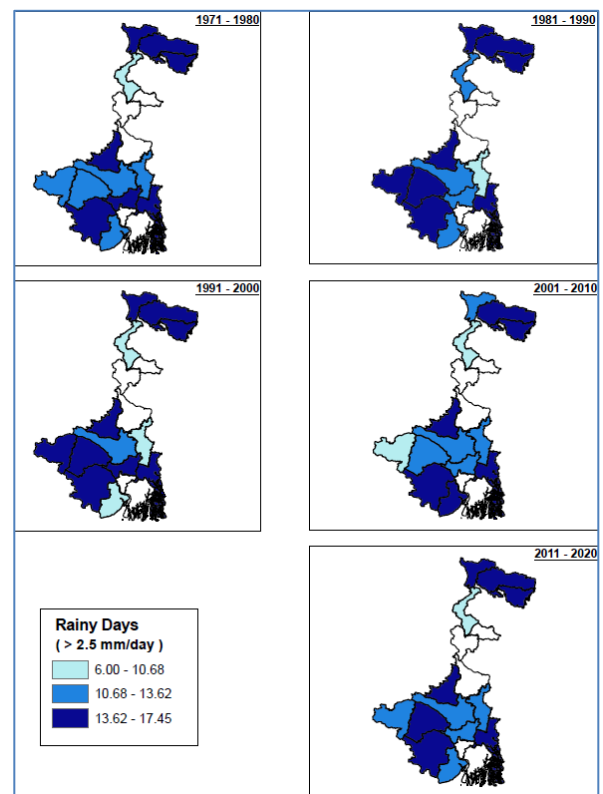 1971 - 1980
1981 - 1990
1991 - 2000
2001 - 2010
2011 - 2020
Rainy Days
( > 2.5 mm/day )
6.00 - 10.68
10.68 - 13.62
13.62 - 17.45